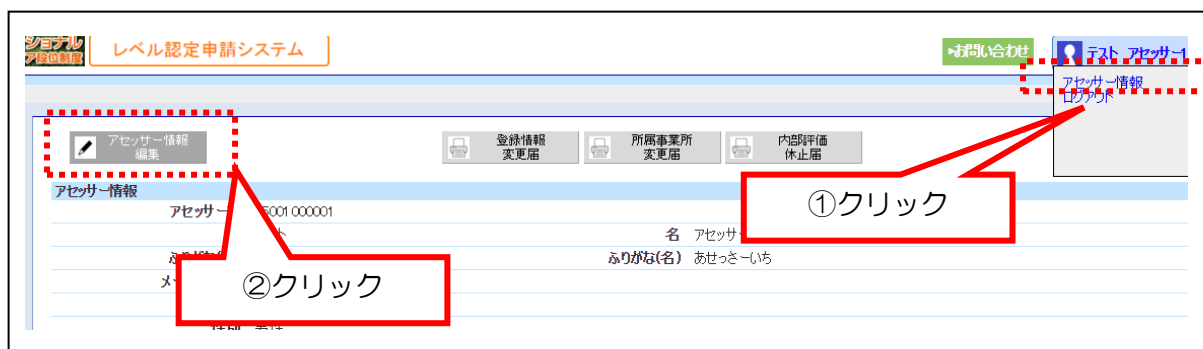 ショナル
ア段位制度
レベル認定申請システム
お問い合わせ
テスト アセッサー1
アセッサー情報
ログアウト
アセッサー情報
編集
登録情報
変更届
所属事業所
変更届
内部評価
休止届
アセッサー情報
①クリック
アセッサー
5001000001
名 アセッサ
ふりがな(名) あせっさーいち
②クリック